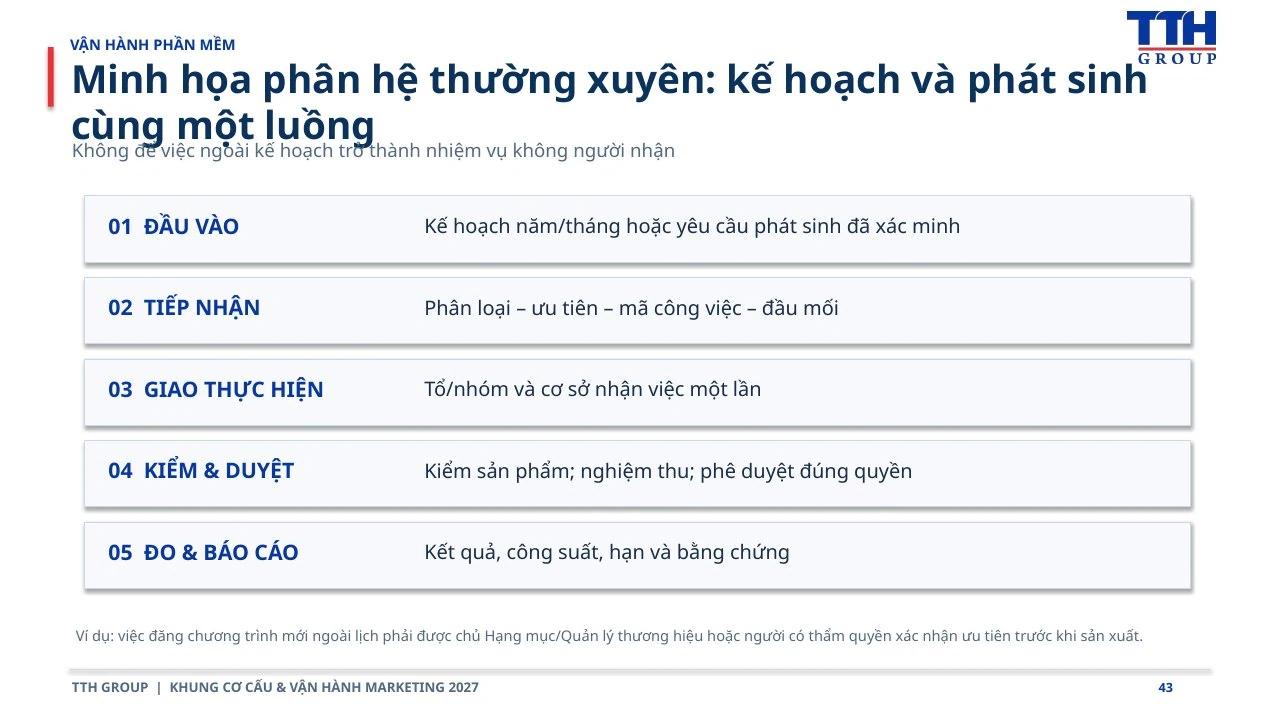 TTH
GROUP
VẬN HÀNH PHẦN MỀM
Minh họa phân hệ thường xuyên: kế hoạch và phát sinh
cùng một luồng
Không để việc ngoài kế hoạch trở thành nhiệm vụ không người nhận
01 ĐẦU VÀO
Kế hoạch năm/tháng hoặc yêu cầu phát sinh đã xác minh
02 TIẾP NHẬN
Phân loại – ưu tiên – mã công việc – đầu mối
03 GIAO THỰC HIỆN
Tổ/nhóm và cơ sở nhận việc một lần
04 KIỂM & DUYỆT
Kiểm sản phẩm; nghiệm thu; phê duyệt đúng quyền
05 ĐO & BÁO CÁO
Kết quả, công suất, hạn và bằng chứng
Ví dụ: việc đăng chương trình mới ngoài lịch phải được chủ Hạng mục/Quản lý thương hiệu hoặc người có thẩm quyền xác nhận ưu tiên trước khi sản xuất.
TTH GROUP | KHUNG CƠ CẤU & VẬN HÀNH MARKETING 2027
43